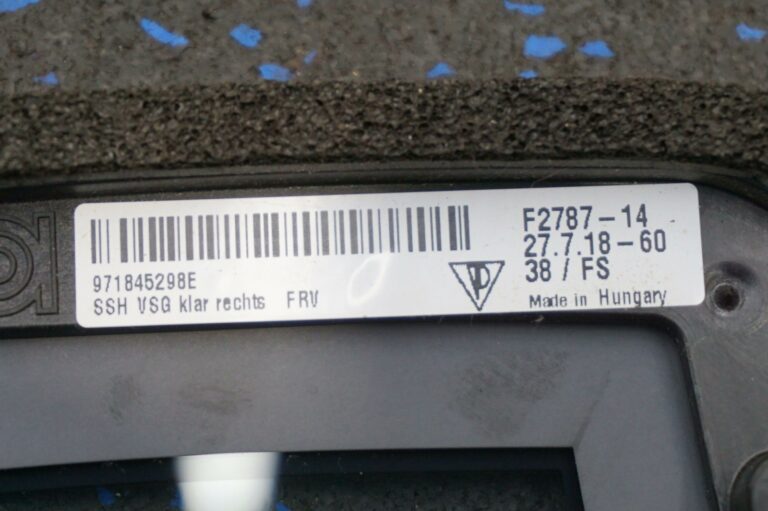 971845298E
SSH VSG klar rechts FRV
F2787-14
27.7.18-60
38 / FS
Made in Hungary